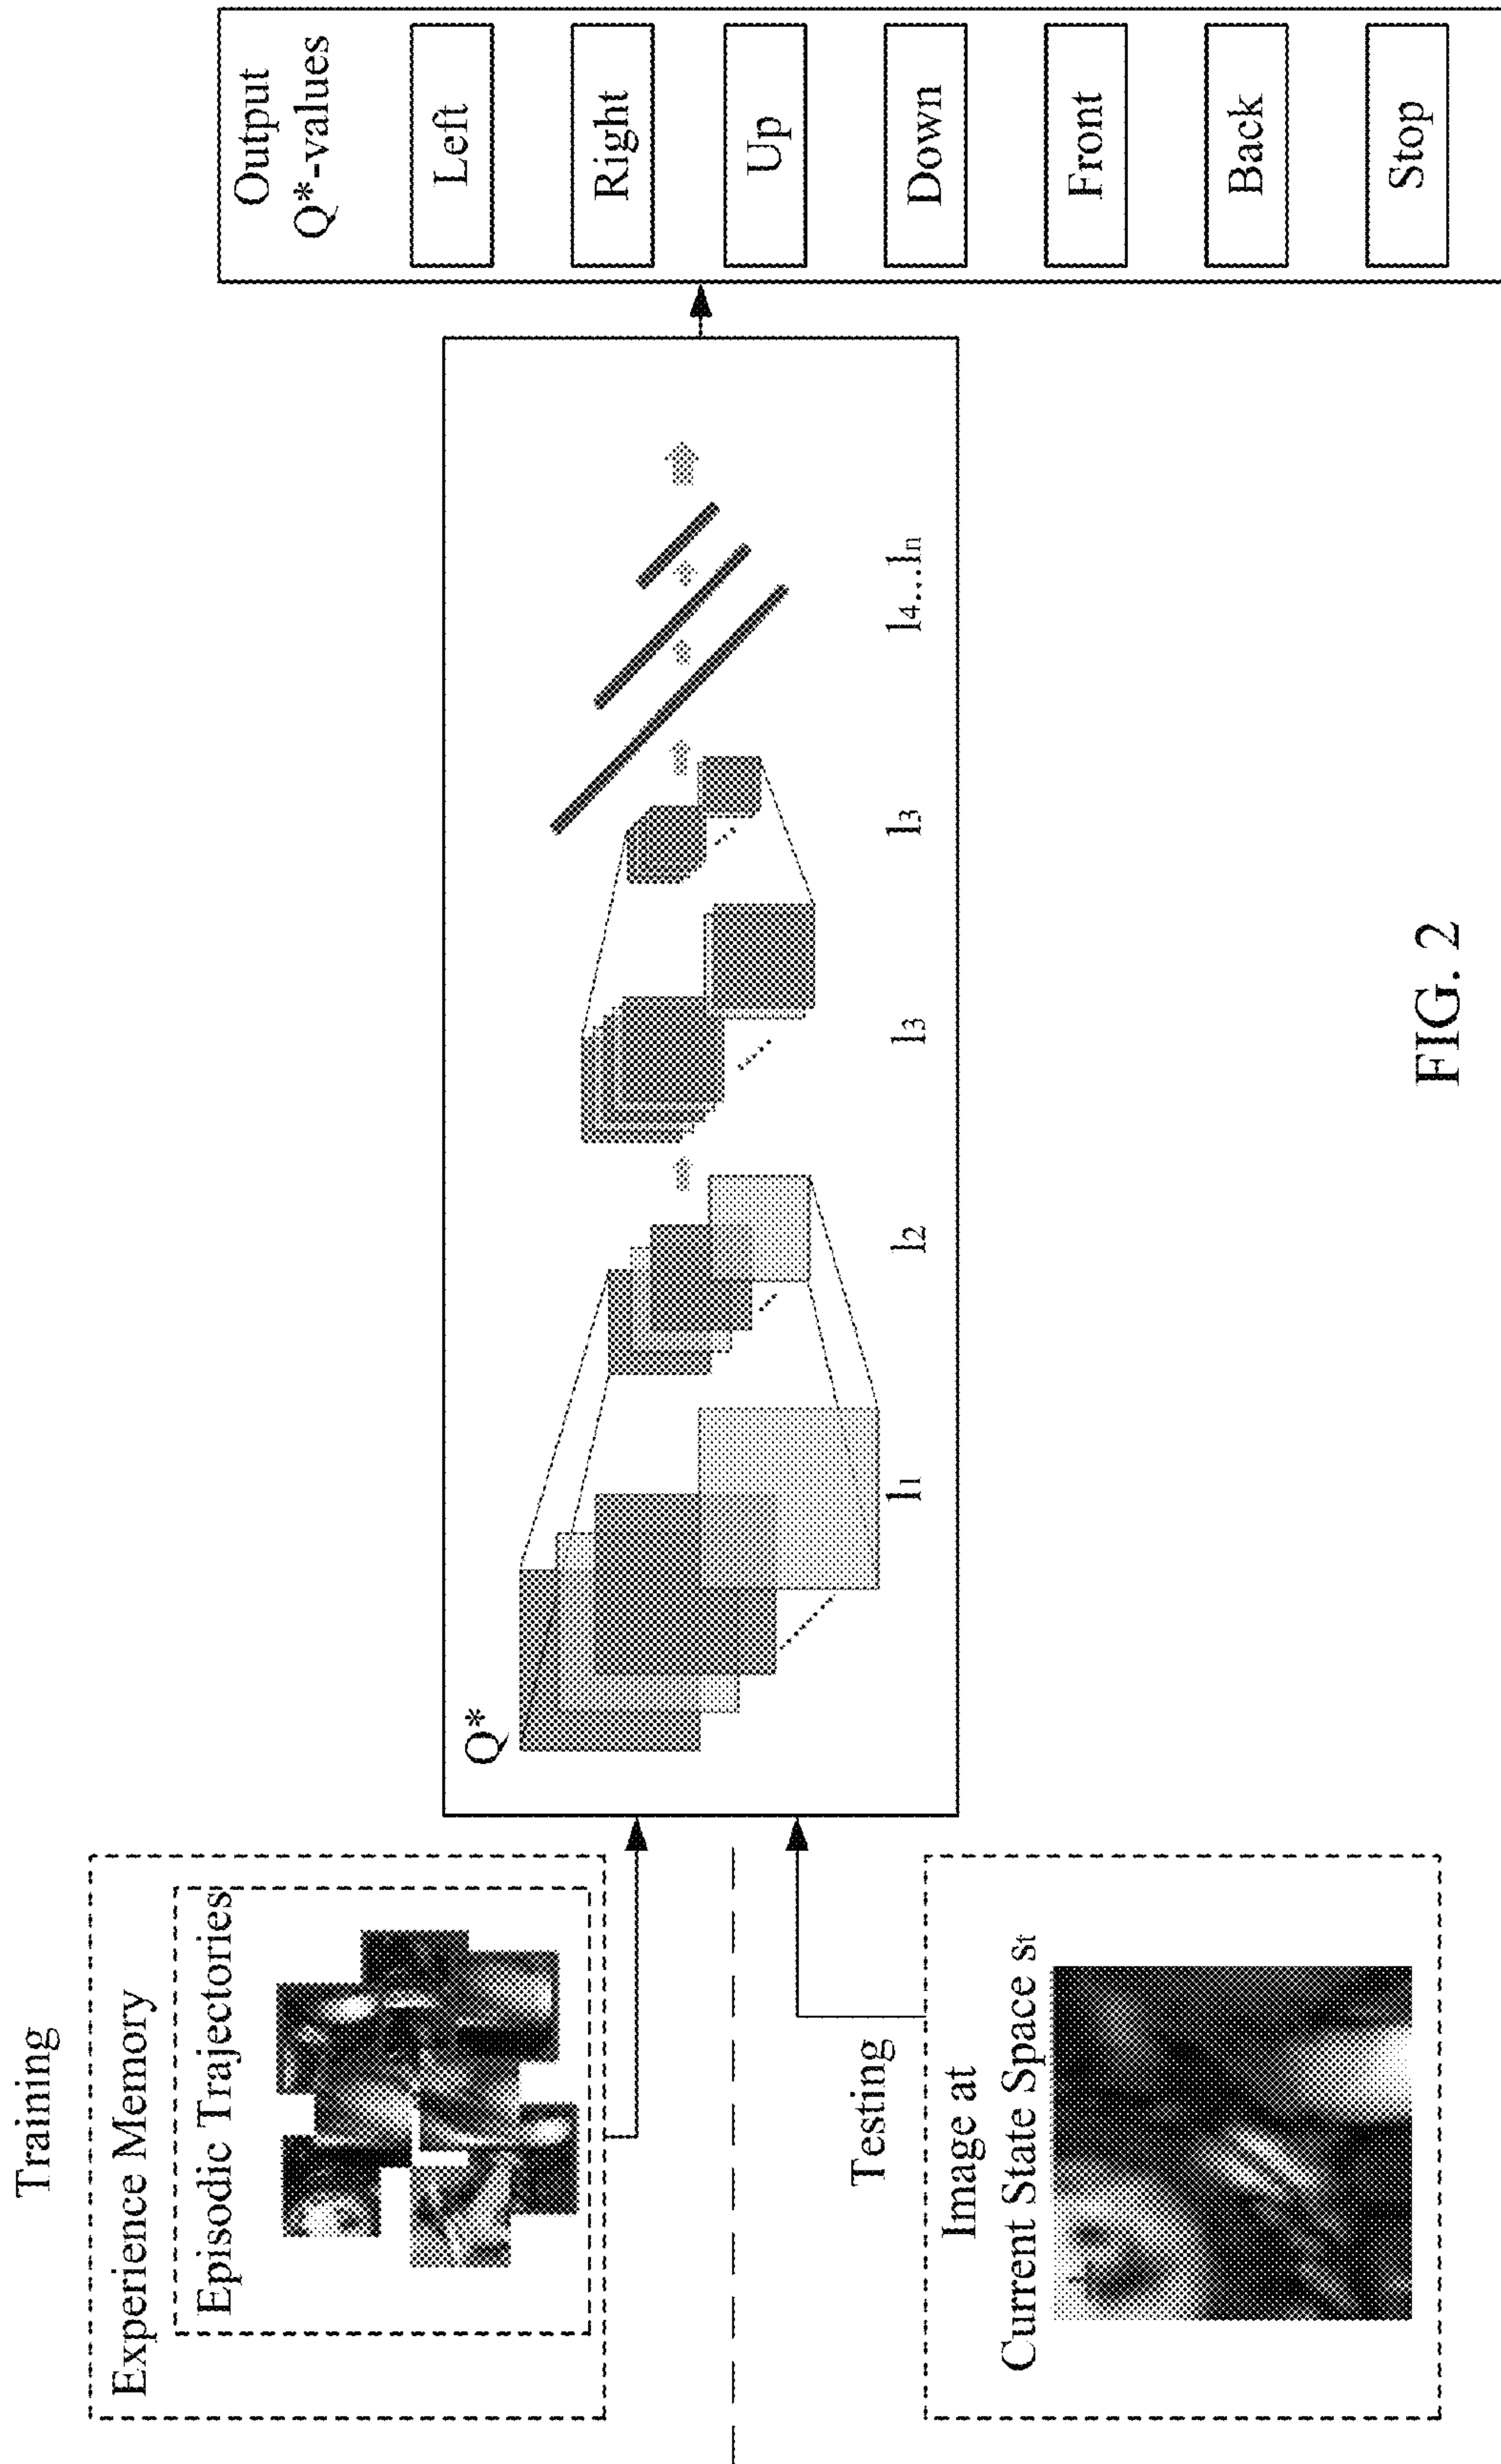 Training
Experience Memory
Episodic Trajectories
Testing
Image at
Current State Space st
Q*
l1
l2
l3
l3
l4...ln
Output
Q*-values
Left
Right
Up
Down
Front
Back
Stop
FIG. 2